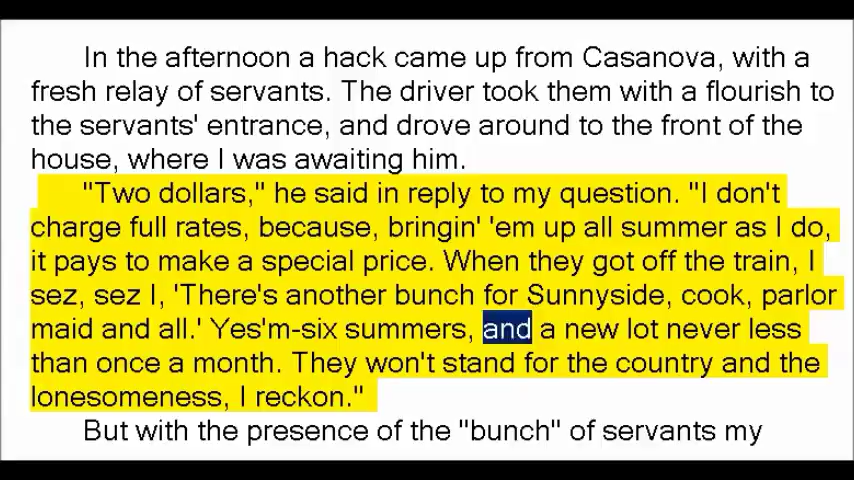 In the afternoon a hack came up from Casanova, with a
fresh relay of servants. The driver took them with a flourish to
the servants' entrance, and drove around to the front of the
house, where I was awaiting him.
"Two dollars," he said in reply to my question. "I don't
charge full rates, because, bringin' 'em up all summer as I do,
it pays to make a special price. When they got off the train, I
sez, sez I, 'There's another bunch for Sunnyside, cook, parlor
maid and all.' Yes'm-six summers, and a new lot never less
than once a month. They won't stand for the country and the
lonesomeness, I reckon."
But with the presence of the "bunch" of servants my